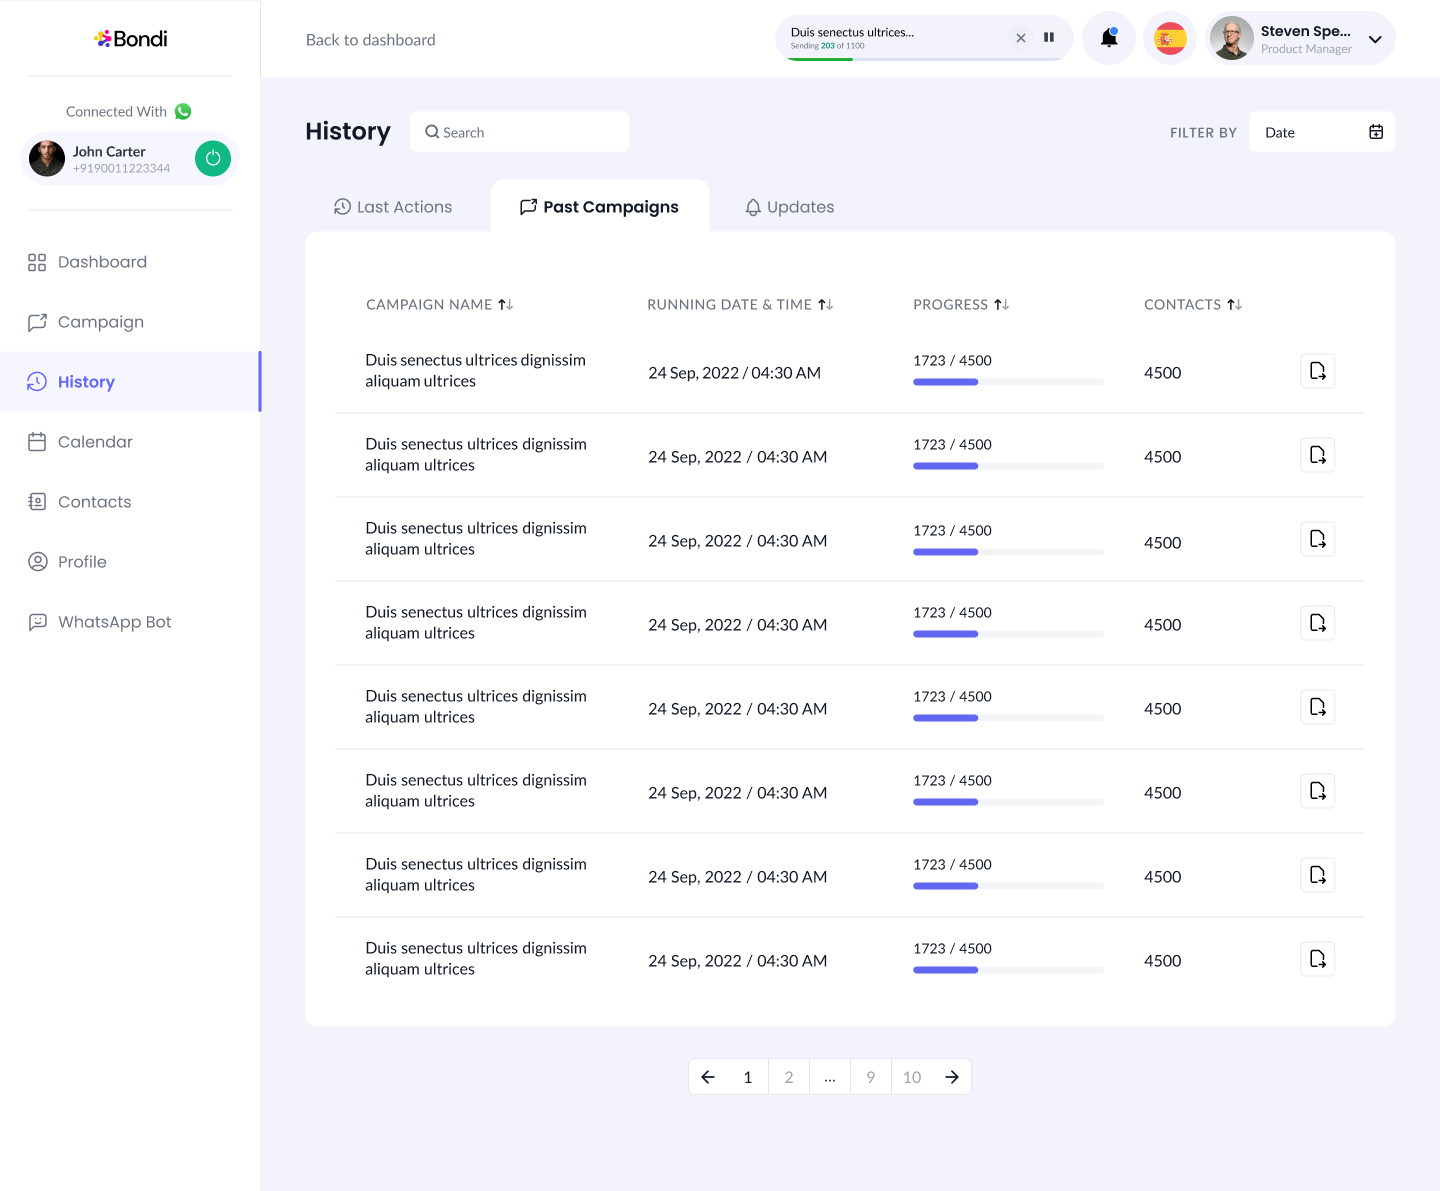 Bondi
Back to dashboard
Duis senectus ultrices...
Sending 203 of 1100
Steven Spe...
Product Manager
Connected With
John Carter
+9190011223344
Dashboard
Campaign
History
Calendar
Contacts
Profile
WhatsApp Bot
History
Search
FILTER BY
Date
Last Actions
Past Campaigns
Updates
CAMPAIGN NAME
RUNNING DATE & TIME
PROGRESS
CONTACTS
Duis senectus ultrices dignissim
aliquam ultrices
24 Sep, 2022 / 04:30 AM
1723 / 4500
4500
Duis senectus ultrices dignissim
aliquam ultrices
24 Sep, 2022 / 04:30 AM
1723 / 4500
4500
Duis senectus ultrices dignissim
aliquam ultrices
24 Sep, 2022 / 04:30 AM
1723 / 4500
4500
Duis senectus ultrices dignissim
aliquam ultrices
24 Sep, 2022 / 04:30 AM
1723 / 4500
4500
Duis senectus ultrices dignissim
aliquam ultrices
24 Sep, 2022 / 04:30 AM
1723 / 4500
4500
Duis senectus ultrices dignissim
aliquam ultrices
24 Sep, 2022 / 04:30 AM
1723 / 4500
4500
Duis senectus ultrices dignissim
aliquam ultrices
24 Sep, 2022 / 04:30 AM
1723 / 4500
4500
Duis senectus ultrices dignissim
aliquam ultrices
24 Sep, 2022 / 04:30 AM
1723 / 4500
4500
1 2 ... 9 10